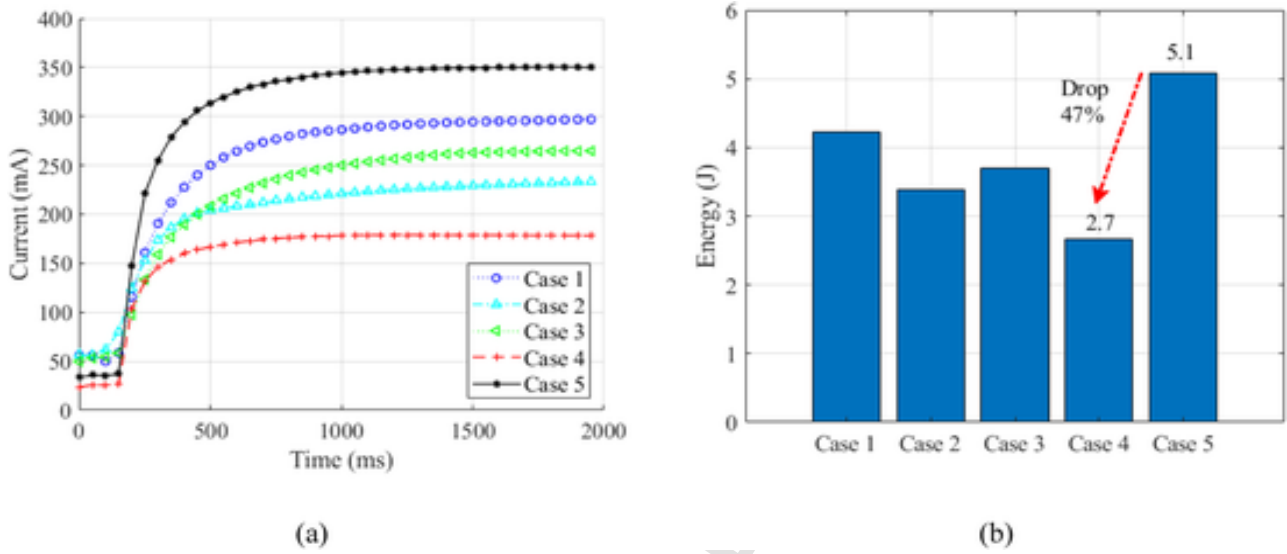 400
350
300
250
200
150
100
50
0
Current (mA)
0 500 1000 1500 2000
Time (ms)
Case 1
Case 2
Case 3
Case 4
Case 5
(a)
6
5
4
3
2
1
0
Energy (J)
5.1
Drop
47%
2.7
Case 1 Case 2 Case 3 Case 4 Case 5
(b)